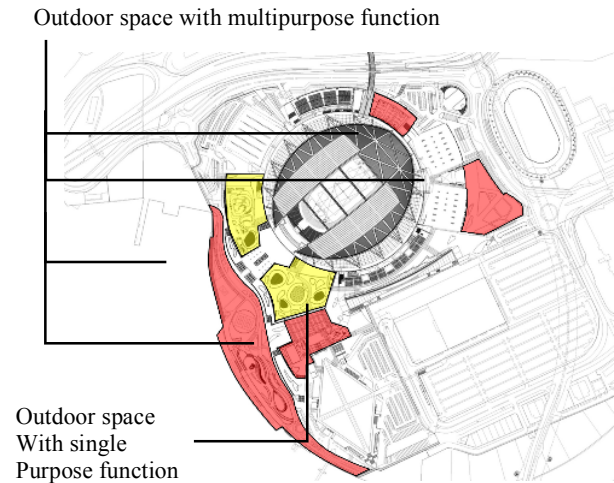 Outdoor space with multipurpose function
Outdoor space
With single
Purpose function